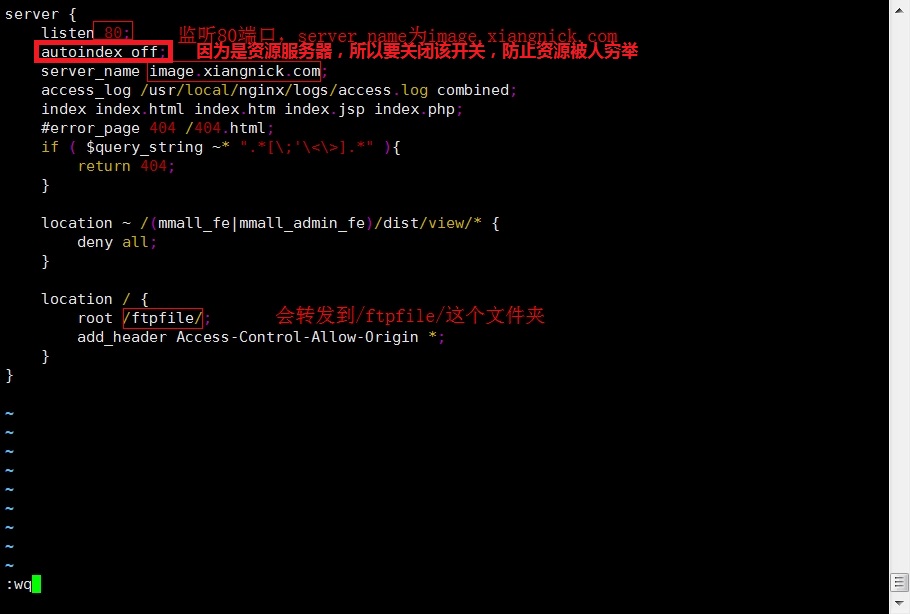 server {
listen 80; 监听80端口，server_name为image.xiangnick.com
autoindex off; 因为是资源服务器，所以要关闭该开关，防止资源被人穷举
server_name image.xiangnick.com;
access_log /usr/local/nginx/logs/access.log combined;
index index.html index.htm index.jsp index.php;
#error_page 404 /404.html;
if ( $query_string ~* ".*[\;'\<\>].*" ){
return 404;
}
location ~ /(mmall_fe|mmall_admin_fe)/dist/view/* {
deny all;
}
location / {
root /ftpfile/; 会转发到/ftpfile/这个文件夹
add_header Access-Control-Allow-Origin *;
}
}
~
~
~
~
~
~
~
~
~
:wq